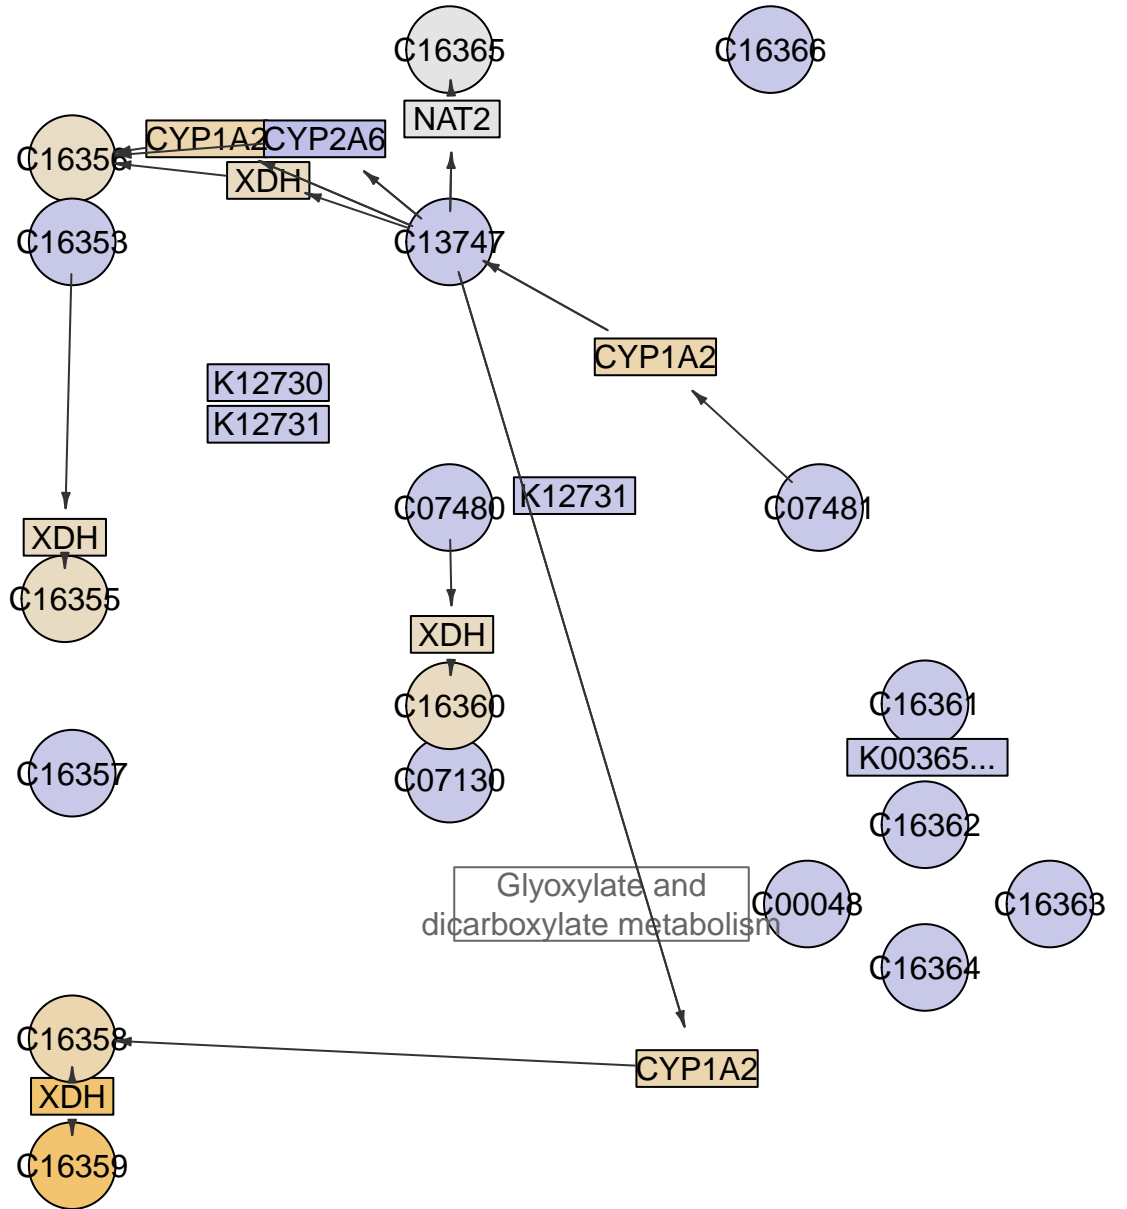 C16365
C16366
NAT2
CYP1A2
CYP2A6
C16356
XDH
C16353
C13747
CYP1A2
K12730
K12731
K12731
C07480
C07481
XDH
C16355
XDH
C16360
C16361
K00365...
C16357
C07130
C16362
Glyoxylate and
dicarboxylate metabolism
C00048
C16363
C16364
C16358
CYP1A2
XDH
C16359